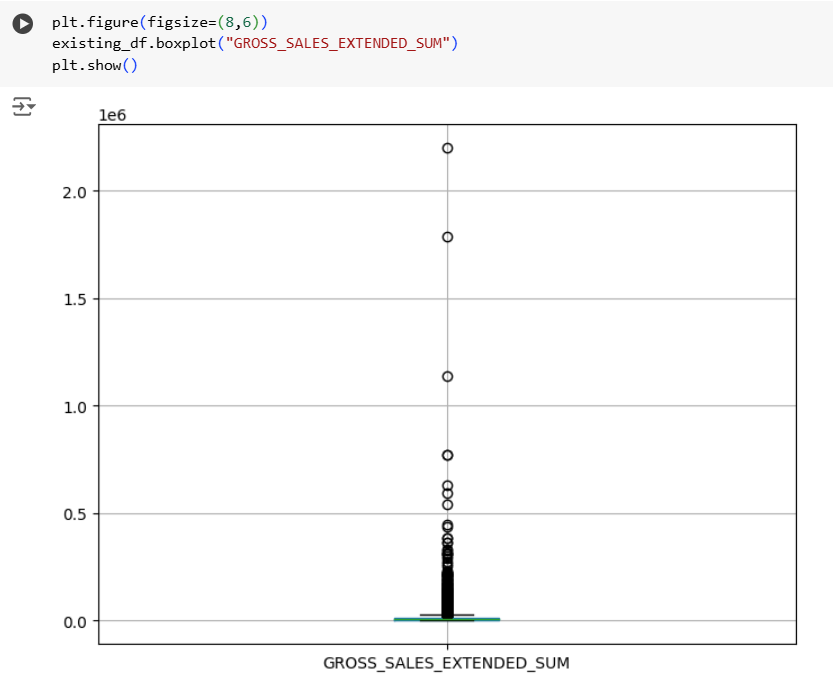 plt.figure(figsize=(8,6))
existing_df.boxplot("GROSS_SALES_EXTENDED_SUM")
plt.show()
1e6
2.0
1.5
1.0
0.5
0.0
GROSS_SALES_EXTENDED_SUM